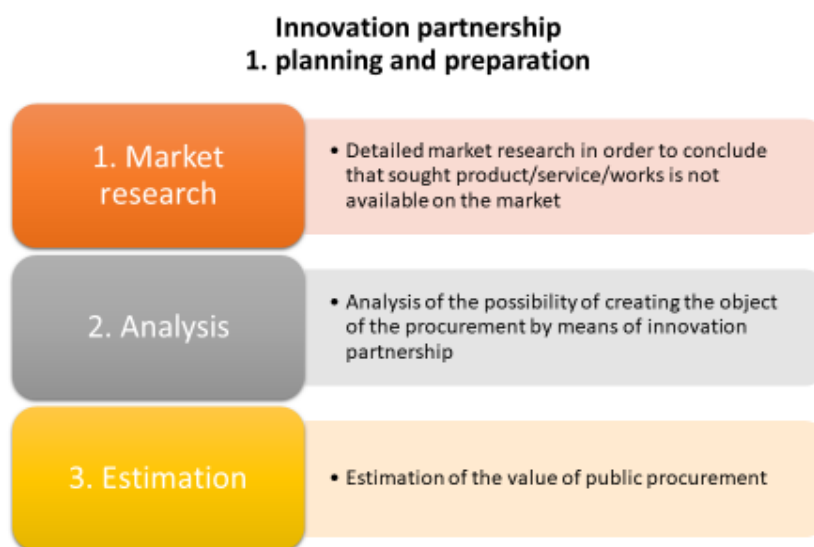 Innovation partnership
1. planning and preparation
1. Market
research
• Detailed market research in order to conclude
that sought product/service/works is not
available on the market
2. Analysis
• Analysis of the possibility of creating the object
of the procurement by means of innovation
partnership
3. Estimation
• Estimation of the value of public procurement